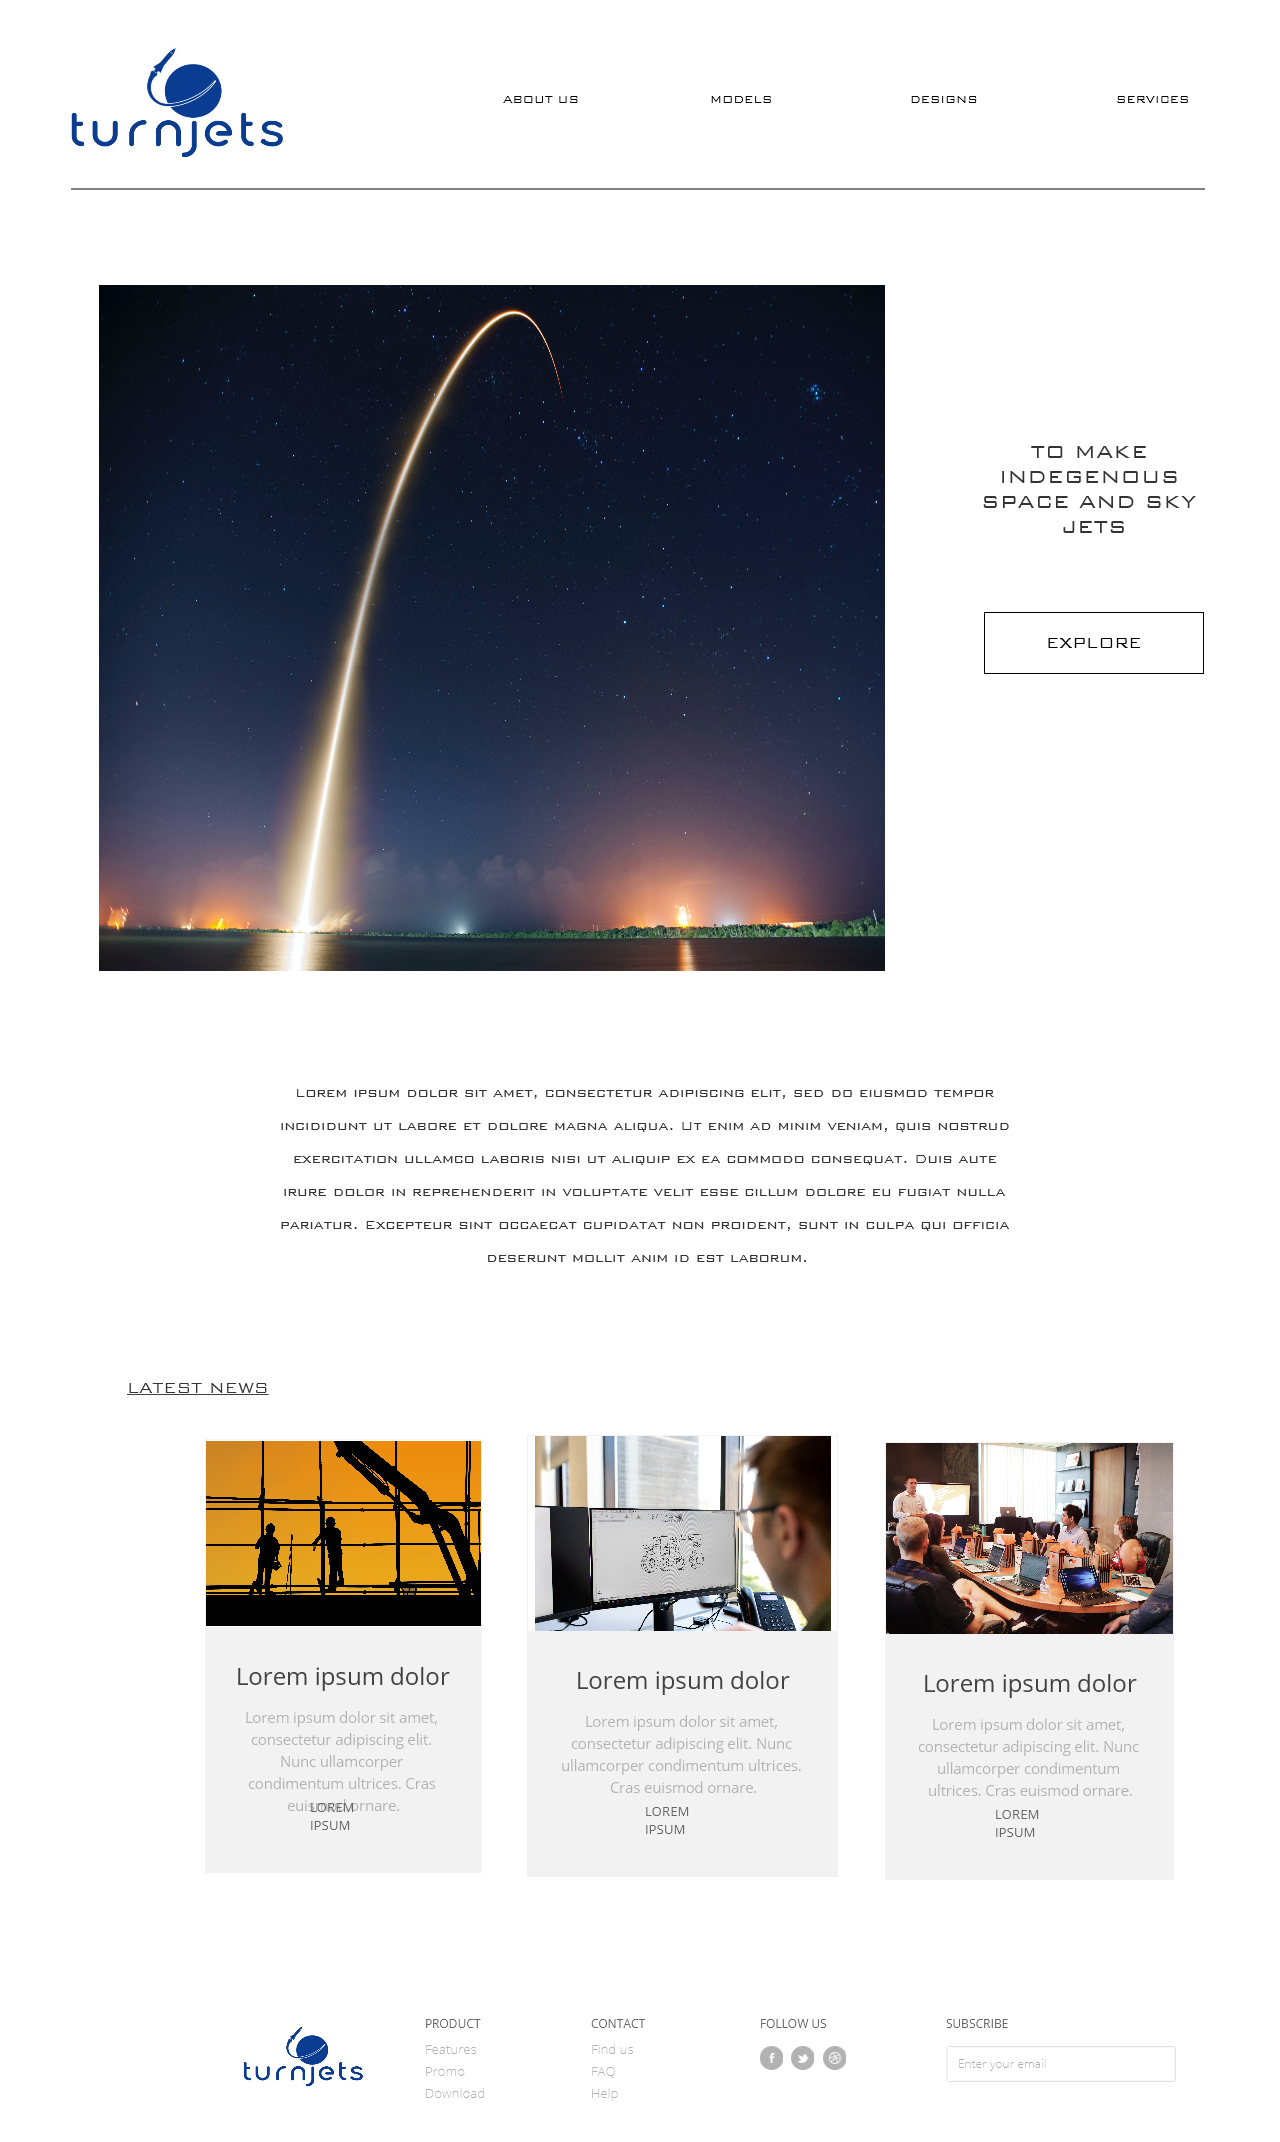 turnjets
ABOUT US
MODELS
DESIGNS
SERVICES
TO MAKE
INDEGENOUS
SPACE AND SKY
JETS
EXPLORE
Lorem ipsum dolor sit amet, consectetur adipiscing elit, sed do eiusmod tempor
incididunt ut labore et dolore magna aliqua. Ut enim ad minim veniam, quis nostrud
exercitation ullamco laboris nisi ut aliquip ex ea commodo consequat. Duis aute
irure dolor in reprehenderit in voluptate velit esse cillum dolore eu fugiat nulla
pariatur. Excepteur sint occaecat cupidatat non proident, sunt in culpa qui officia
deserunt mollit anim id est laborum.
LATEST NEWS
Lorem ipsum dolor
Lorem ipsum dolor sit amet,
consectetur adipiscing elit.
Nunc ullamcorper
condimentum ultrices. Cras
euismod ornare.
LOREM
IPSUM
Lorem ipsum dolor
Lorem ipsum dolor sit amet,
consectetur adipiscing elit. Nunc
ullamcorper condimentum ultrices.
Cras euismod ornare.
LOREM
IPSUM
Lorem ipsum dolor
Lorem ipsum dolor sit amet,
consectetur adipiscing elit. Nunc
ullamcorper condimentum
ultrices. Cras euismod ornare.
LOREM
IPSUM
turnjets
PRODUCT
Features
Promo
Download
CONTACT
Find us
FAQ
Help
FOLLOW US
SUBSCRIBE
Enter your email